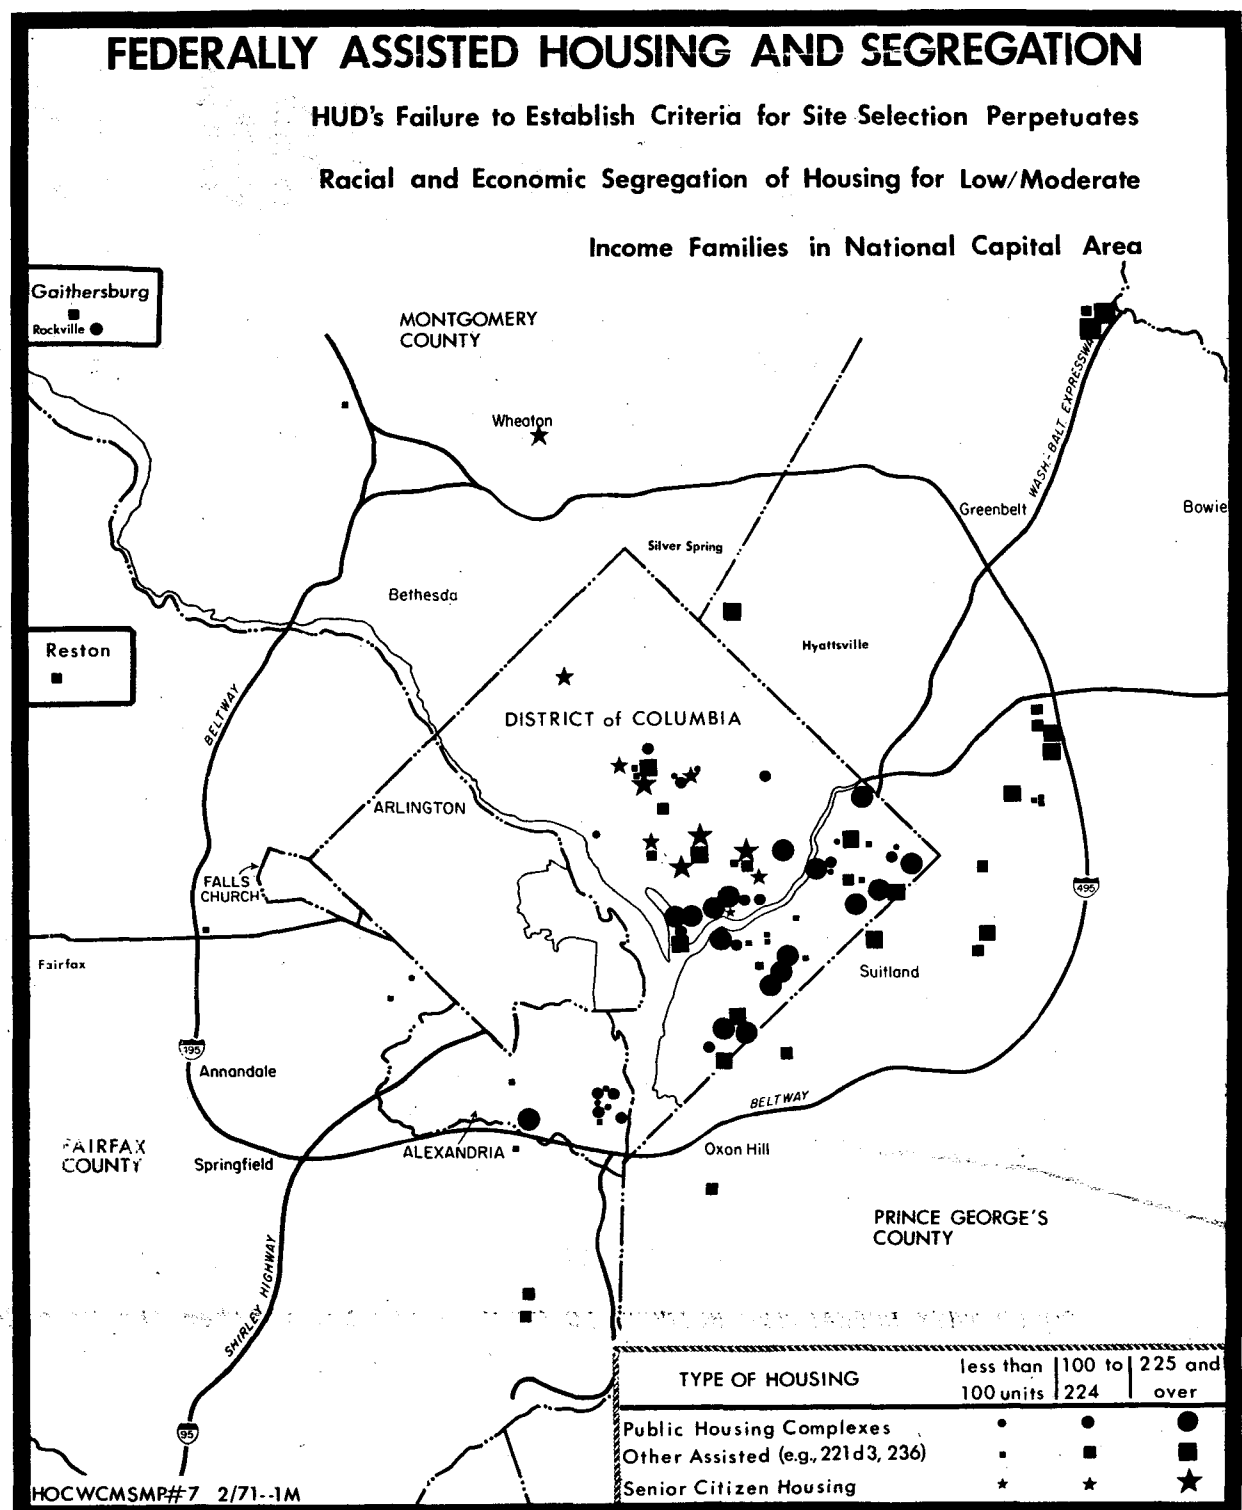 FEDERALLY ASSISTED HOUSING AND SEGREGATION
HUD's Failure to Establish Criteria for Site Selection Perpetuates
Racial and Economic Segregation of Housing for Low/Moderate
Income Families in National Capital Area
Gaithersburg
Rockville
MONTGOMERY
COUNTY
Wheaton
WASH.-BALT. EXPRESSWAY
Greenbelt
Bowie
Silver Spring
Bethesda
Hyattsville
Reston
BELTWAY
DISTRICT of COLUMBIA
ARLINGTON
FALLS
CHURCH
495
Fairfax
Suitland
195
Annandale
BELTWAY
FAIRFAX
COUNTY
Springfield
ALEXANDRIA
Oxon Hill
PRINCE GEORGE'S
COUNTY
SHIRLEY HIGHWAY
95
TYPE OF HOUSING
less than
100 units
100 to
224
225 and
over
Public Housing Complexes
Other Assisted (e.g., 221d3, 236)
Senior Citizen Housing
HOCWCMSMP#7 2/71--1M